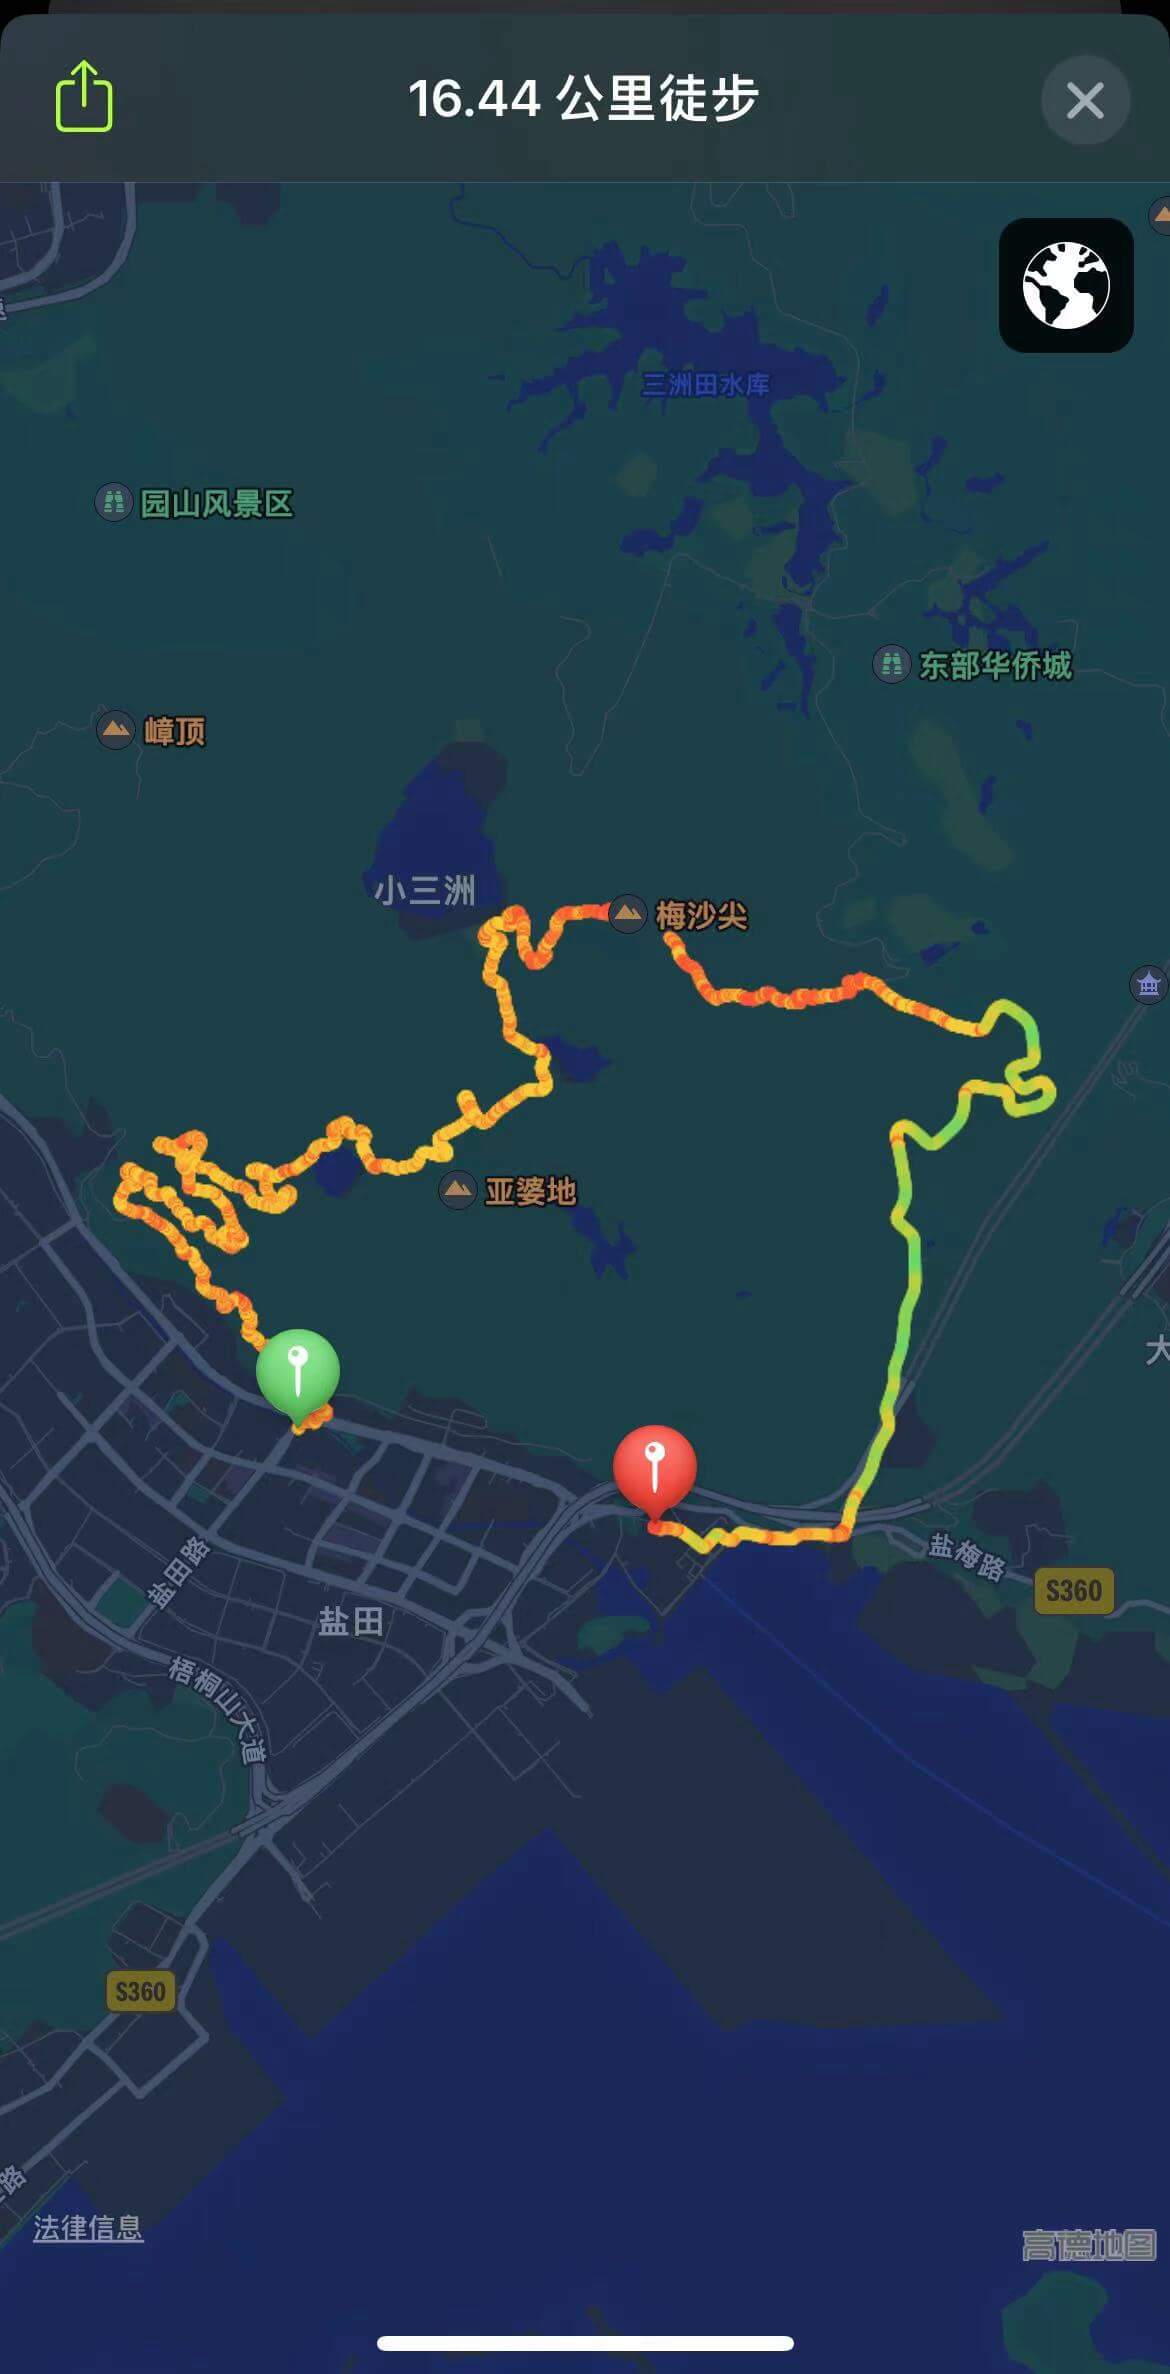 16.44 公里徒步
三洲田水库
园山风景区
东部华侨城
嶂顶
小三洲
梅沙尖
亚婆地
大
盐梅路
S360
盐田路
盐田
梧桐山大道
S360
路
法律信息
高德地图